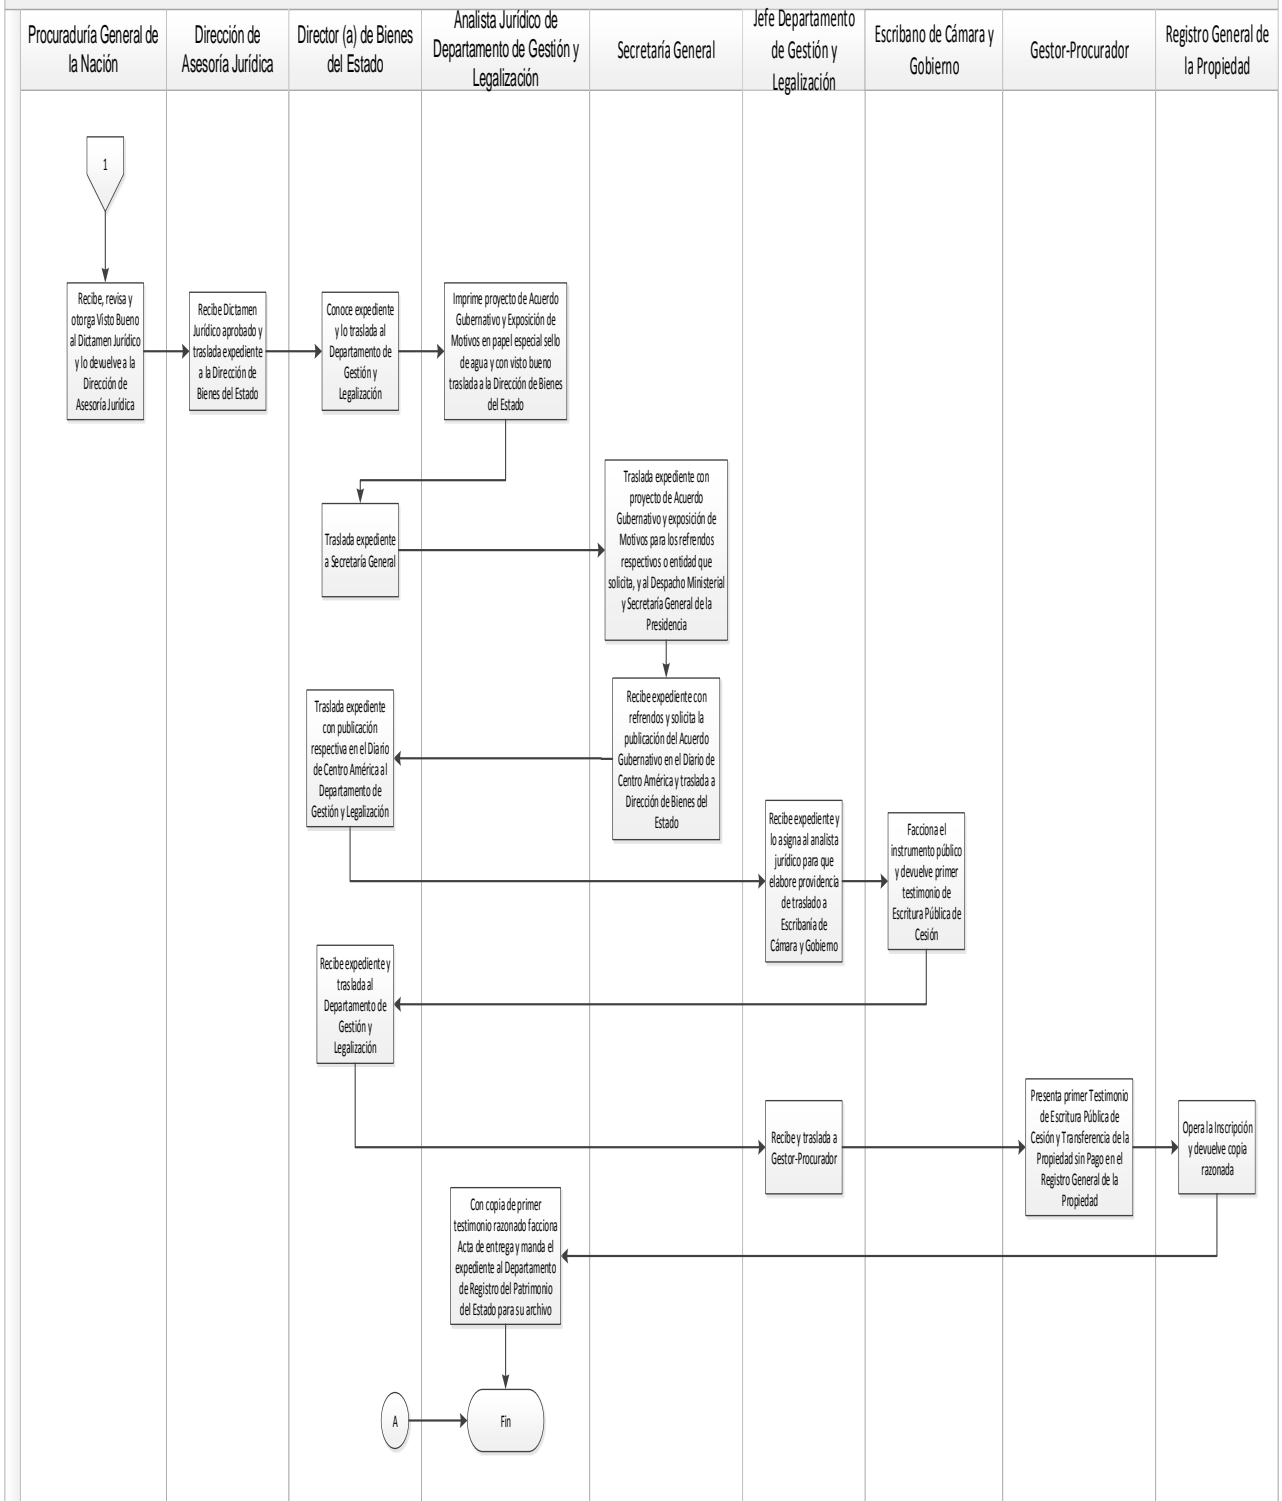 Procuraduría General de
la Nación
Dirección de
Asesoría Jurídica
Director (a) de Bienes
del Estado
Analista Jurídico de
Departamento de Gestión y
Legalización
Secretaría General
Jefe Departamento
de Gestión y
Legalización
Escribano de Cámara y
Gobierno
Gestor-Procurador
Registro General de
la Propiedad
1
Recibe, revisa y
otorga Visto Bueno
al Dictamen Jurídico
y lo devuelve a la
Dirección de
Asesoría Jurídica
Recibe Dictamen
Jurídico aprobado y
traslada expediente
a la Dirección de
Bienes del Estado
Conoce expediente
y lo traslada al
Departamento de
Gestión y
Legalización
Imprime proyecto de Acuerdo
Gubernativo y Exposición de
Motivos en papel especial sello
de agua y con visto bueno
traslada a la Dirección de Bienes
del Estado
Traslada expediente
a Secretaría General
Traslada expediente con
proyecto de Acuerdo
Gubernativo y exposición de
Motivos para los refrendos
respectivos o entidad que
solicita, y al Despacho Ministerial
y Secretaría General de la
Presidencia
Recibe expediente con
refrendos y solicita la
publicación del Acuerdo
Gubernativo en el Diario de
Centro América y traslada a
Dirección de Bienes del
Estado
Traslada expediente
con publicación
respectiva en el Diario
de Centro América al
Departamento de
Gestión y Legalización
Recibe expediente y
lo asigna al analista
jurídico para que
elabore providencia
de traslado a
Escribanía de
Cámara y Gobierno
Facciona el
instrumento público
y devuelve primer
testimonio de
Escritura Pública de
Cesión
Recibe expediente y
traslada al
Departamento de
Gestión y
Legalización
Recibe y traslada a
Gestor-Procurador
Presenta primer Testimonio
de Escritura Pública de
Cesión y Transferencia de la
Propiedad sin Pago en el
Registro General de la
Propiedad
Opera la Inscripción
y devuelve copia
razonada
Con copia de primer
testimonio razonado facciona
Acta de entrega y manda el
expediente al Departamento
de Registro del Patrimonio
del Estado para su archivo
A
Fin